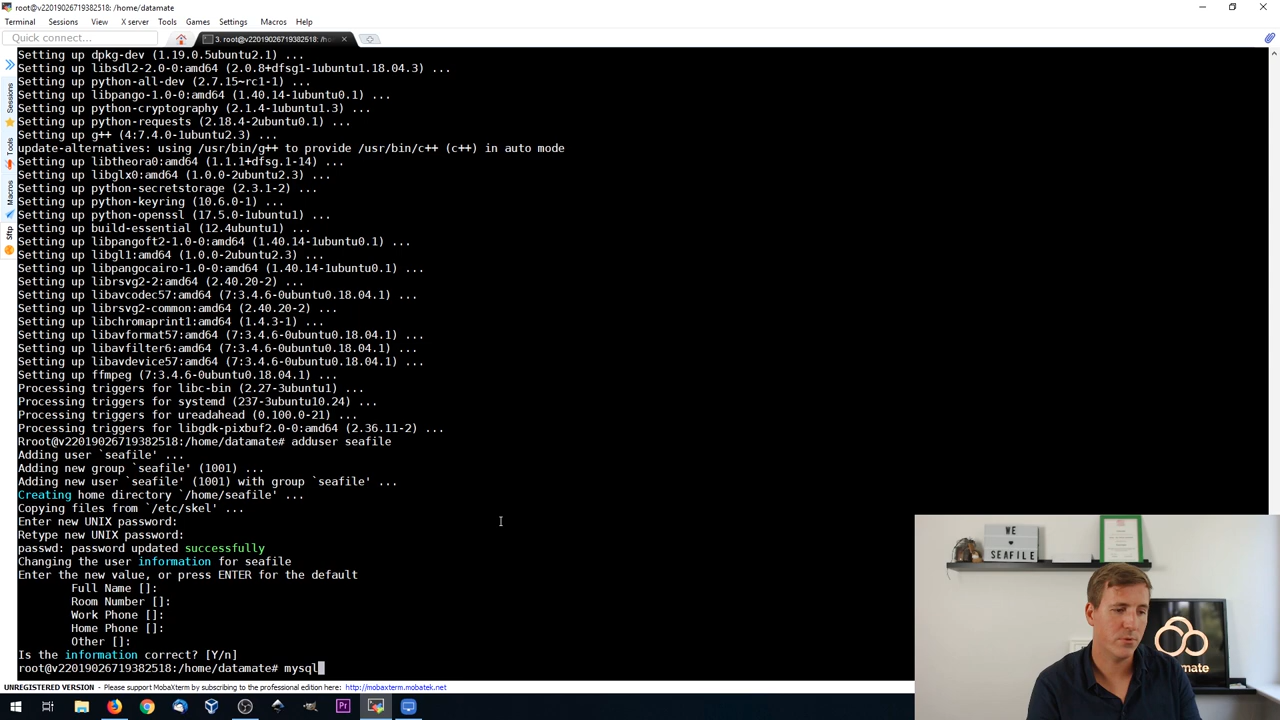 root@v22019026719382518: /home/datamate
Terminal Sessions View X server Tools Games Settings Macros Help
Quick connect...
3. root@v22019026719382518: /h
Sessions
Tools
Macros
Sftp
Setting up dpkg-dev (1.19.0.5ubuntu2.1) ...
Setting up libsdl2-2.0-0:amd64 (2.0.8+dfsg1-1ubuntu1.18.04.3) ...
Setting up python-all-dev (2.7.15~rc1-1) ...
Setting up libpango-1.0-0:amd64 (1.40.14-1ubuntu0.1) ...
Setting up python-cryptography (2.1.4-1ubuntu1.3) ...
Setting up python-requests (2.18.4-2ubuntu0.1) ...
Setting up g++ (4:7.4.0-1ubuntu2.3) ...
update-alternatives: using /usr/bin/g++ to provide /usr/bin/c++ (c++) in auto mode
Setting up libtheora0:amd64 (1.1.1+dfsg.1-14) ...
Setting up libglx0:amd64 (1.0.0-2ubuntu2.3) ...
Setting up python-secretstorage (2.3.1-2) ...
Setting up python-keyring (10.6.0-1) ...
Setting up python-openssl (17.5.0-1ubuntu1) ...
Setting up build-essential (12.4ubuntu1) ...
Setting up libpangoft2-1.0-0:amd64 (1.40.14-1ubuntu0.1) ...
Setting up libgl1:amd64 (1.0.0-2ubuntu2.3) ...
Setting up libpangocairo-1.0-0:amd64 (1.40.14-1ubuntu0.1) ...
Setting up librsvg2-2:amd64 (2.40.20-2) ...
Setting up libavcodec57:amd64 (7:3.4.6-0ubuntu0.18.04.1) ...
Setting up librsvg2-common:amd64 (2.40.20-2) ...
Setting up libchromaprint1:amd64 (1.4.3-1) ...
Setting up libavformat57:amd64 (7:3.4.6-0ubuntu0.18.04.1) ...
Setting up libavfilter6:amd64 (7:3.4.6-0ubuntu0.18.04.1) ...
Setting up libavdevice57:amd64 (7:3.4.6-0ubuntu0.18.04.1) ...
Setting up ffmpeg (7:3.4.6-0ubuntu0.18.04.1) ...
Processing triggers for libc-bin (2.27-3ubuntu1) ...
Processing triggers for systemd (237-3ubuntu10.24) ...
Processing triggers for ureadahead (0.100.0-21) ...
Processing triggers for libgdk-pixbuf2.0-0:amd64 (2.36.11-2) ...
Rroot@v22019026719382518:/home/datamate# adduser seafile
Adding user `seafile' ...
Adding new group `seafile' (1001) ...
Adding new user `seafile' (1001) with group `seafile' ...
Creating home directory `/home/seafile' ...
Copying files from `/etc/skel' ...
Enter new UNIX password:
Retype new UNIX password:
passwd: password updated successfully
Changing the user information for seafile
Enter the new value, or press ENTER for the default
Full Name []:
Room Number []:
Work Phone []:
Home Phone []:
Other []:
Is the information correct? [Y/n]
root@v22019026719382518:/home/datamate# mysql
WE
♥
SEAFILE
mate
UNREGISTERED VERSION - Please support MobaXterm by subscribing to the professional edition here: http://mobaxterm.mobatek.net
Pr